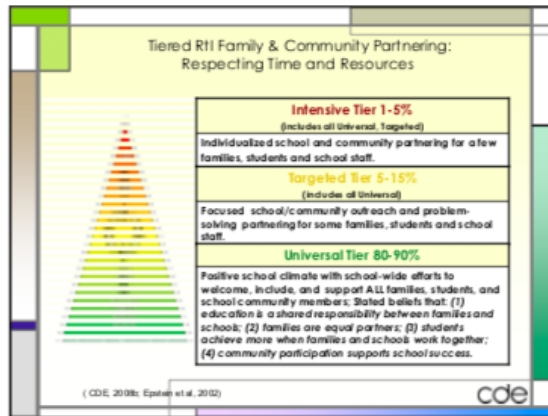 Tiered RtI Family & Community Partnering:
Respecting Time and Resources
Intensive Tier 1-5%
(includes all Universal, Targeted)
Individualized school and community partnering for a few
families, students and school staff.
Targeted Tier 5-15%
(includes all Universal)
Focused school/community outreach and problem-
solving partnering for some families, students and school
staff.
Universal Tier 80-90%
Positive school climate with school-wide efforts to
welcome, include, and support ALL families, students, and
school community members; Stated beliefs that: (1)
education is a shared responsibility between families and
schools; (2) families are equal partners; (3) students
achieve more when families and schools work together;
(4) community participation supports school success.
( CDE, 2008b; Epstein et al, 2002)
cde